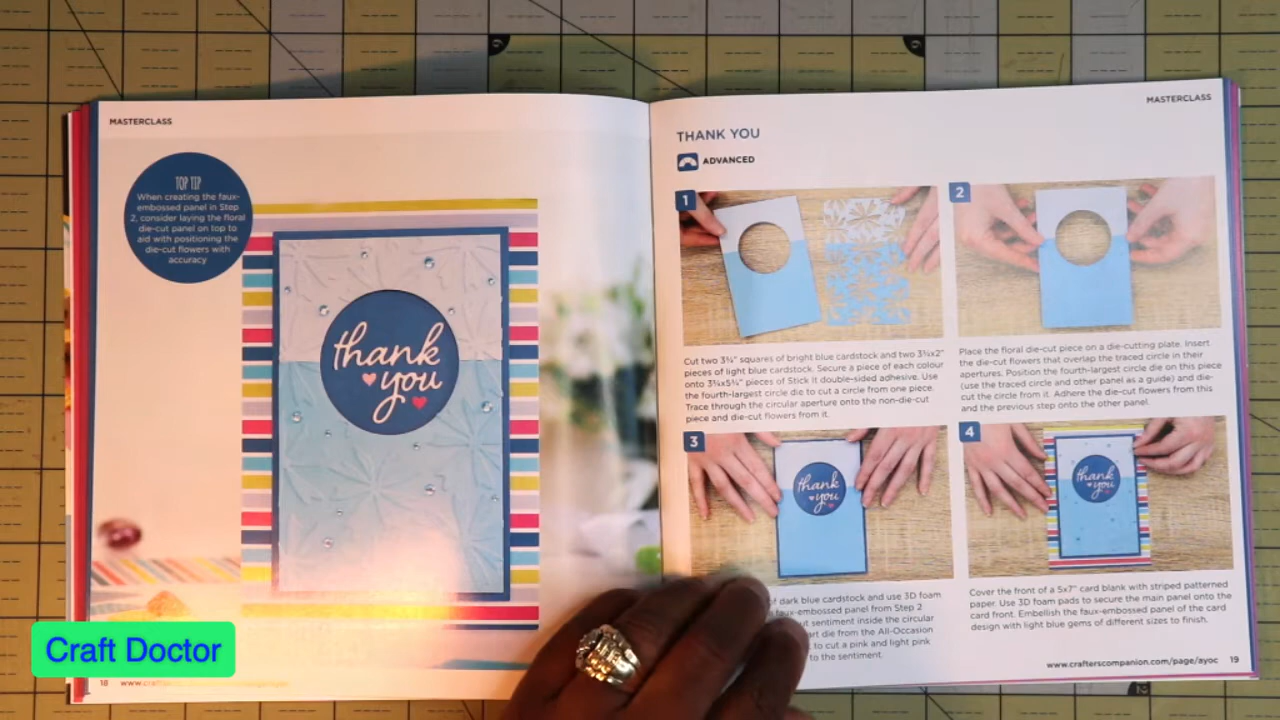 MASTERCLASS
TOP TIP
When creating the faux-
embossed panel in Step
2, consider laying the floral
die-cut panel on top to
aid with positioning the
die-cut flowers with
accuracy
thank
you
Craft Doctor
18
MASTERCLASS
THANK YOU
ADVANCED
1
Cut two 3¾" squares of bright blue cardstock and two 3¾x2"
pieces of light blue cardstock. Secure a piece of each colour
onto 3¾x5¾" pieces of Stick It double-sided adhesive. Use
the fourth-largest circle die to cut a circle from one piece.
Trace through the circular aperture onto the non-die-cut
piece and die-cut flowers from it.
2
Place the floral die-cut piece on a die-cutting plate. Insert
the die-cut flowers that overlap the traced circle in their
apertures. Position the fourth-largest circle die on this piece
(use the traced circle and other panel as a guide) and die-
cut the circle from it. Adhere the die-cut flowers from this
and the previous step onto the other panel.
3
thank
you
of dark blue cardstock and use 3D foam
faux-embossed panel from Step 2
sentiment inside the circular
die from the All-Occasion
to cut a pink and light pink
to the sentiment.
4
thank
you
Cover the front of a 5x7" card blank with striped patterned
paper. Use 3D foam pads to secure the main panel onto the
card front. Embellish the faux-embossed panel of the card
design with light blue gems of different sizes to finish.
www.crafterscompanion.com/page/ayoc 19